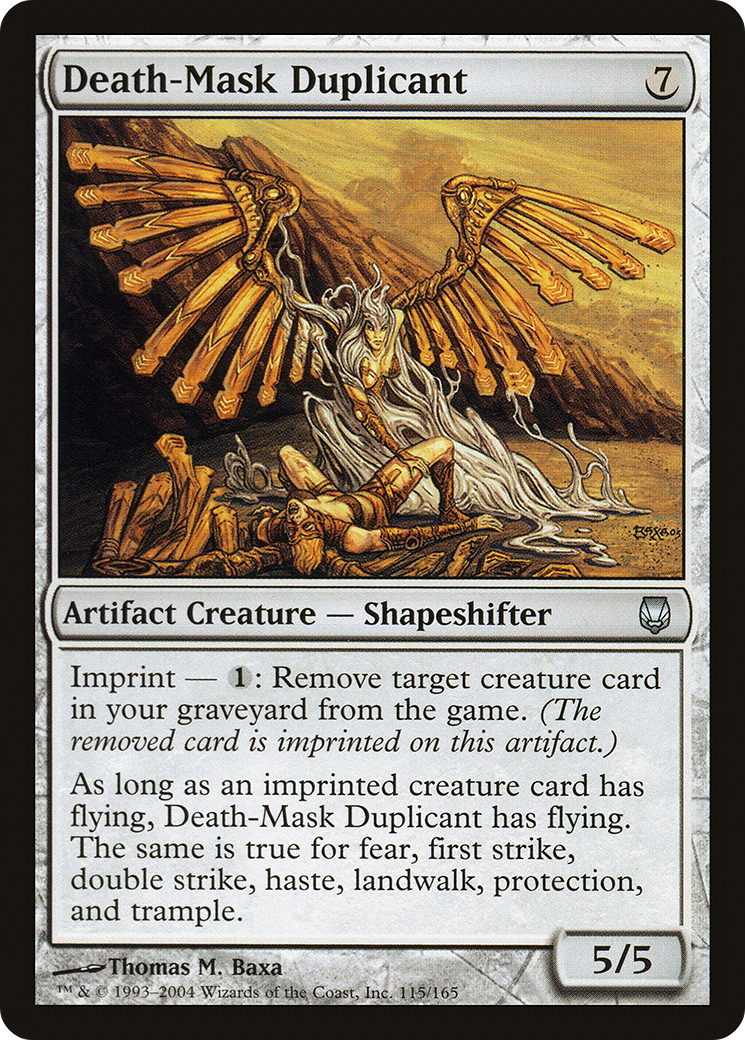 Death-Mask Duplicant 7
Artifact Creature — Shapeshifter
Imprint — 1: Remove target creature card
in your graveyard from the game. (The
removed card is imprinted on this artifact.)
As long as an imprinted creature card has
flying, Death-Mask Duplicant has flying.
The same is true for fear, first strike,
double strike, haste, landwalk, protection,
and trample.
5/5
Thomas M. Baxa
™ & © 1993–2004 Wizards of the Coast, Inc. 115/165